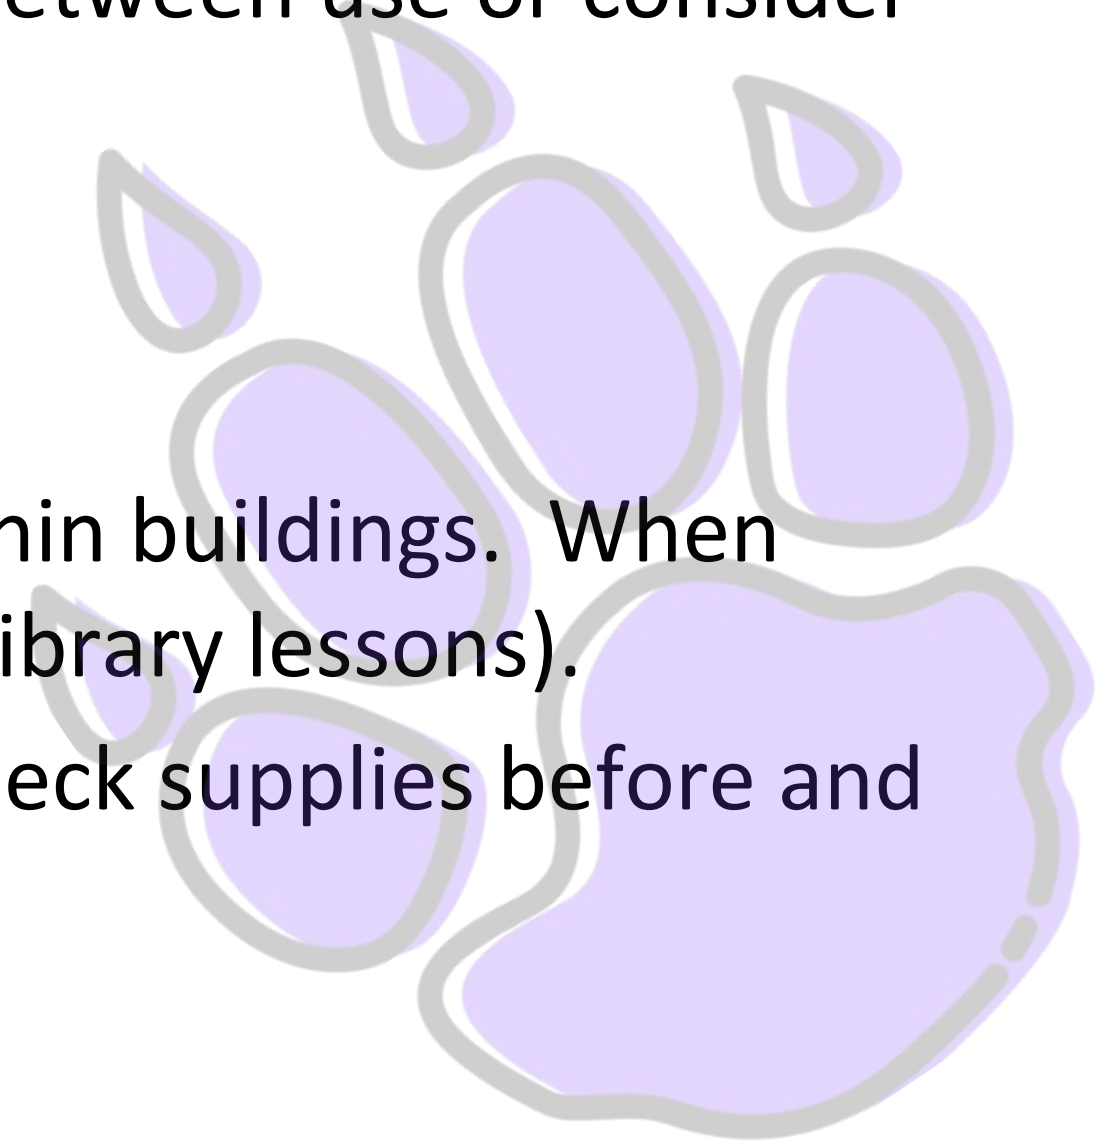 etween use or consider
hin buildings.  When
ibrary lessons).
eck supplies before and